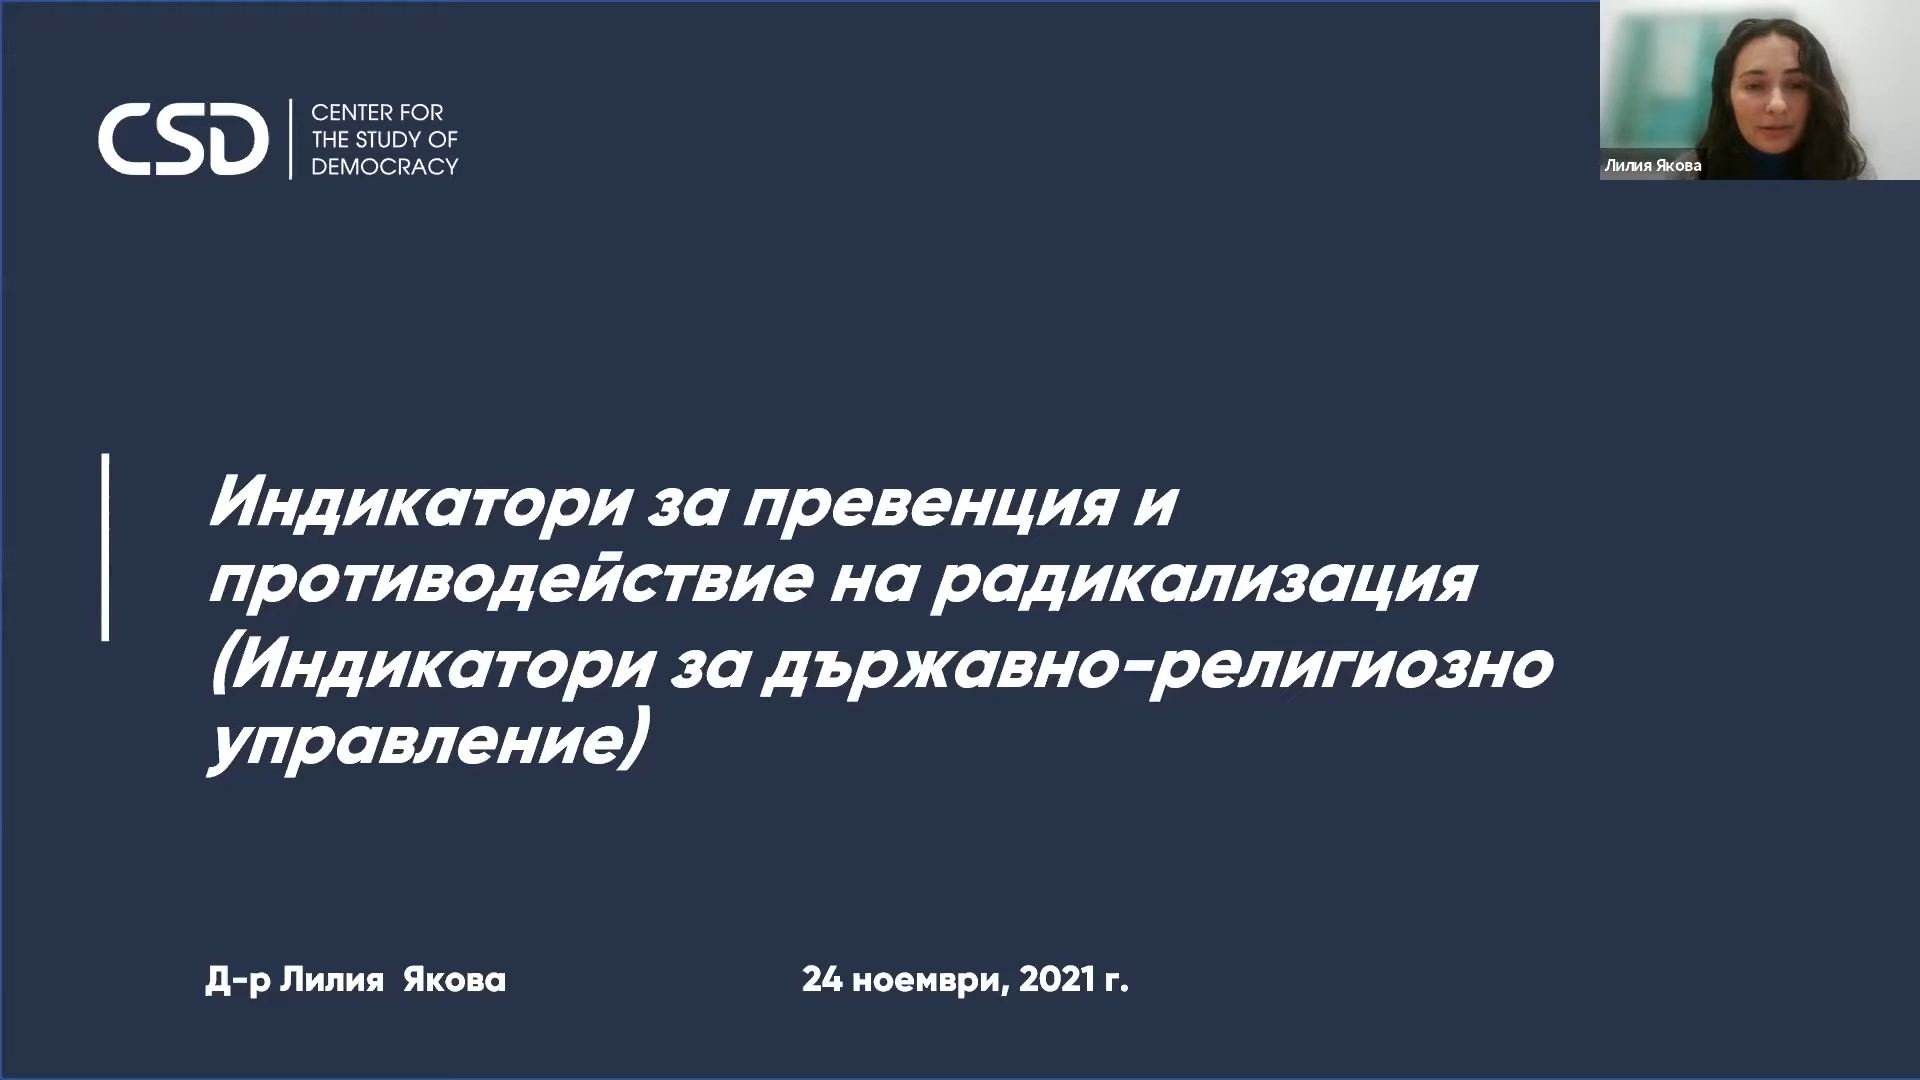 CSD
CENTER FOR
THE STUDY OF
DEMOCRACY
Лилия Якова
Индикатори за превенция и
противодействие на радикализация
(Индикатори за държавно-религиозно
управление)
Д-р Лилия  Якова
24 ноември, 2021 г.